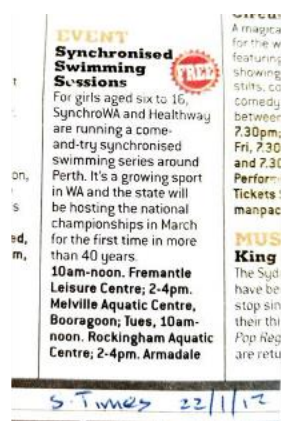 EVENT
Synchronised
Swimming
Sessions
FREE
For girls aged six to 16,
SynchroWA and Healthway
are running a come-
and-try synchronised
swimming series around
Perth. It's a growing sport
in WA and the state will
be hosting the national
championships in March
for the first time in more
than 40 years.
10am-noon. Fremantle
Leisure Centre; 2-4pm.
Melville Aquatic Centre,
Booragoon; Tues, 10am-
noon. Rockingham Aquatic
Centre; 2-4pm. Armadale
A magica
for the w
featuring
showing
stilts, co
comedy
between
7.30pm;
Fri, 7.30
and 7.30
Perform
Tickets
manpac
MUS
King
The Syd
have be
stop sin
their thi
Pop Reg
are retu
S. Times 22/1/12